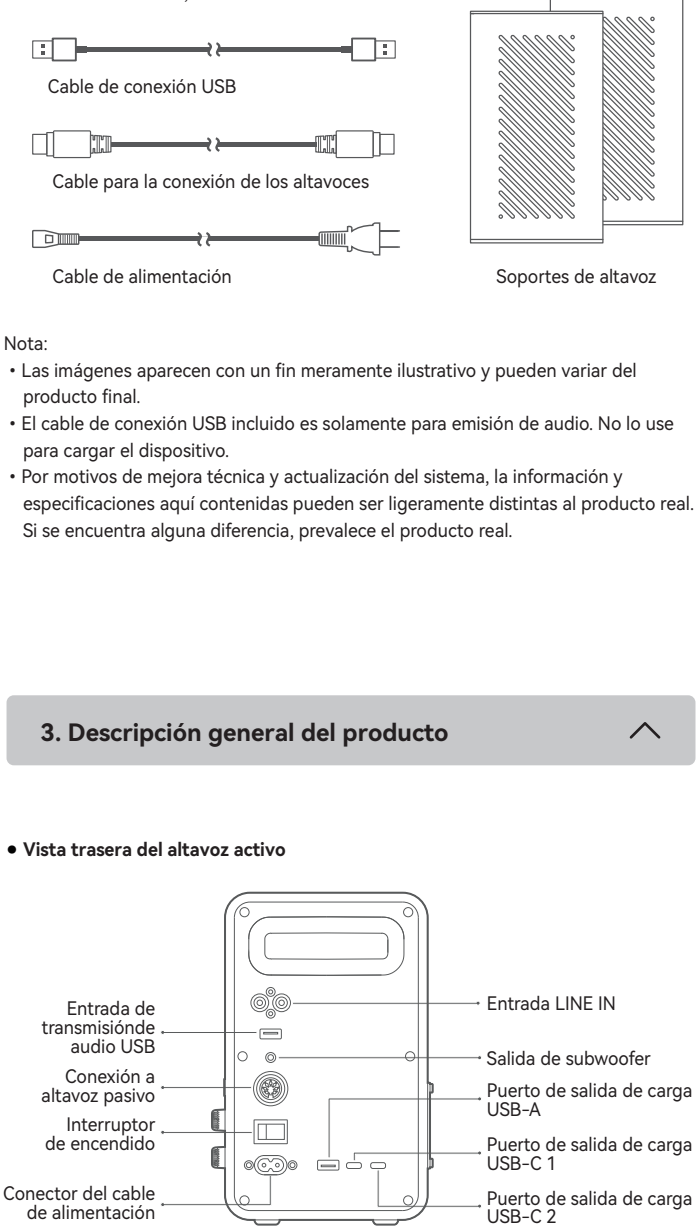 Cable de conexión USB
Cable para la conexión de los altavoces
Cable de alimentación
Soportes de altavoz
Nota:
• Las imágenes aparecen con un fin meramente ilustrativo y pueden variar del
producto final.
• El cable de conexión USB incluido es solamente para emisión de audio. No lo use
para cargar el dispositivo.
• Por motivos de mejora técnica y actualización del sistema, la información y
especificaciones aquí contenidas pueden ser ligeramente distintas al producto real.
Si se encuentra alguna diferencia, prevalece el producto real.
3. Descripción general del producto
• Vista trasera del altavoz activo
Entrada de
transmisiónde
audio USB
Conexión a
altavoz pasivo
Interruptor
de encendido
Conector del cable
de alimentación
Entrada LINE IN
Salida de subwoofer
Puerto de salida de carga
USB-A
Puerto de salida de carga
USB-C 1
Puerto de salida de carga
USB-C 2